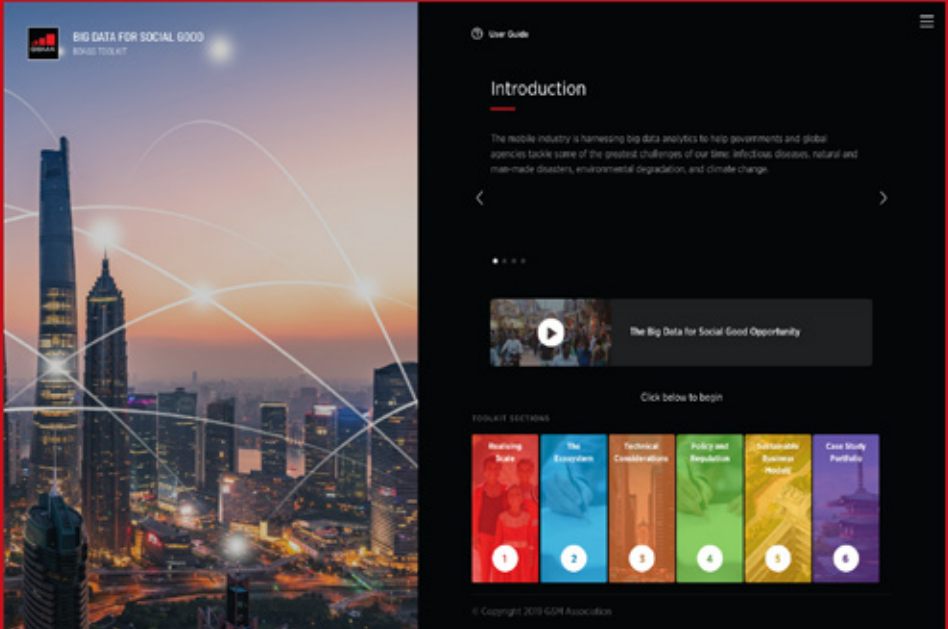 GSMA
BIG DATA FOR SOCIAL GOOD
BD4SG TOOLKIT
User Guide
Introduction
The mobile industry is harnessing big data analytics to help governments and global
agencies tackle some of the greatest challenges of our time: infectious diseases, natural and
man-made disasters, environmental degradation, and climate change.
The Big Data for Social Good Opportunity
Click below to begin
TOOLKIT SECTIONS
Realising
Scale
1
The
Ecosystem
2
Technical
Considerations
3
Policy and
Regulation
4
Sustainable
Business
Models
5
Case Study
Portfolio
6
© Copyright 2019 GSM Association.